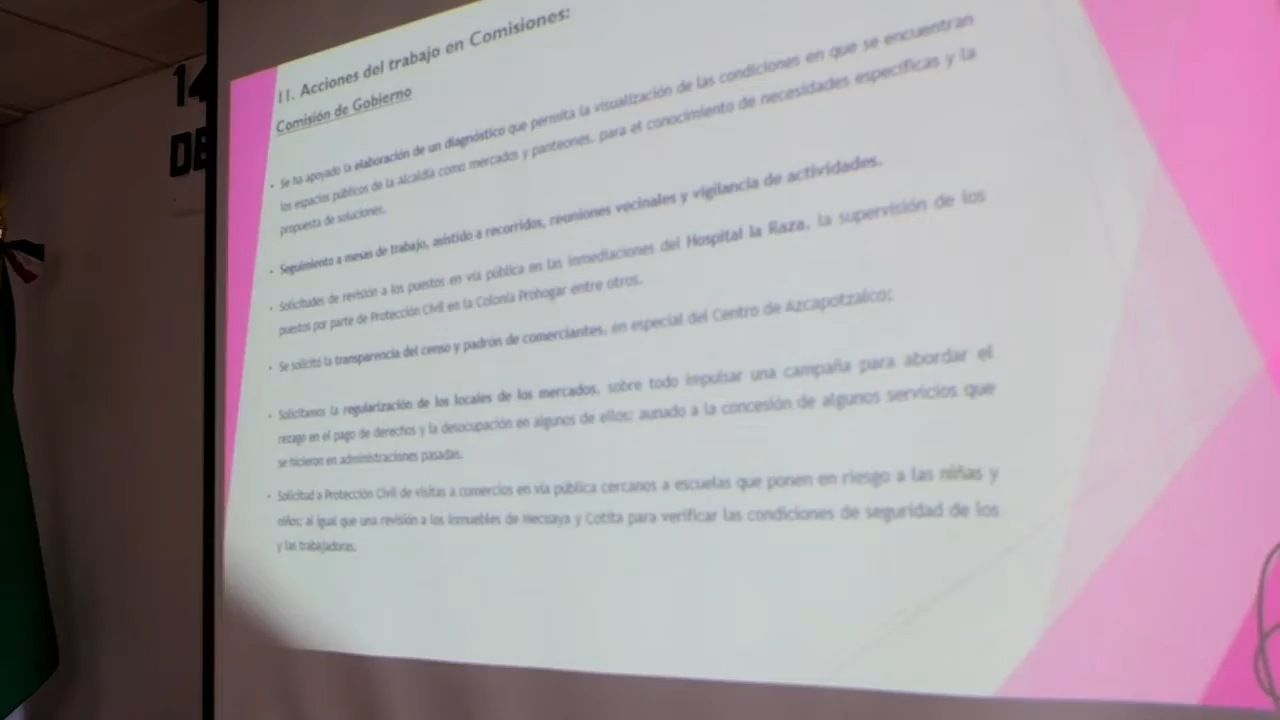 14
DE
II. Acciones del trabajo en Comisiones:
Comisión de Gobierno
• Se ha apoyado la elaboración de un diagnóstico que permita la visualización de las condiciones en que se encuentran
los espacios públicos de la Alcaldía como mercados y panteones, para el conocimiento de necesidades específicas y la
propuesta de soluciones.
• Seguimiento a mesas de trabajo, asistido a recorridos, reuniones vecinales y vigilancia de actividades.
• Solicitudes de revisión a los puestos en vía pública en las inmediaciones del Hospital la Raza, la supervisión de los
puestos por parte de Protección Civil en la Colonia Prohogar entre otros.
• Se solicitó la transparencia del censo y padrón de comerciantes, en especial del Centro de Azcapotzalco;
• Solicitamos la regularización de los locales de los mercados, sobre todo impulsar una campaña para abordar el
rezago en el pago de derechos y la desocupación en algunos de ellos; aunado a la concesión de algunos servicios que
se hicieron en administraciones pasadas.
• Solicitud a Protección Civil de visitas a comercios en vía pública cercanos a escuelas que ponen en riesgo a las niñas y
niños; al igual que una revisión a los inmuebles de Mecoaya y Cotita para verificar las condiciones de seguridad de los
y las trabajadoras.